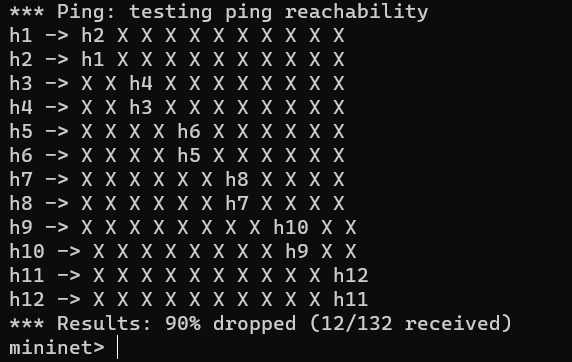 *** Ping: testing ping reachability
h1 -> h2 X X X X X X X X X X
h2 -> h1 X X X X X X X X X X
h3 -> X X h4 X X X X X X X X
h4 -> X X h3 X X X X X X X X
h5 -> X X X X h6 X X X X X X
h6 -> X X X X h5 X X X X X X
h7 -> X X X X X X h8 X X X X
h8 -> X X X X X X h7 X X X X
h9 -> X X X X X X X X h10 X X
h10 -> X X X X X X X X h9 X X
h11 -> X X X X X X X X X X h12
h12 -> X X X X X X X X X X h11
*** Results: 90% dropped (12/132 received)
mininet>